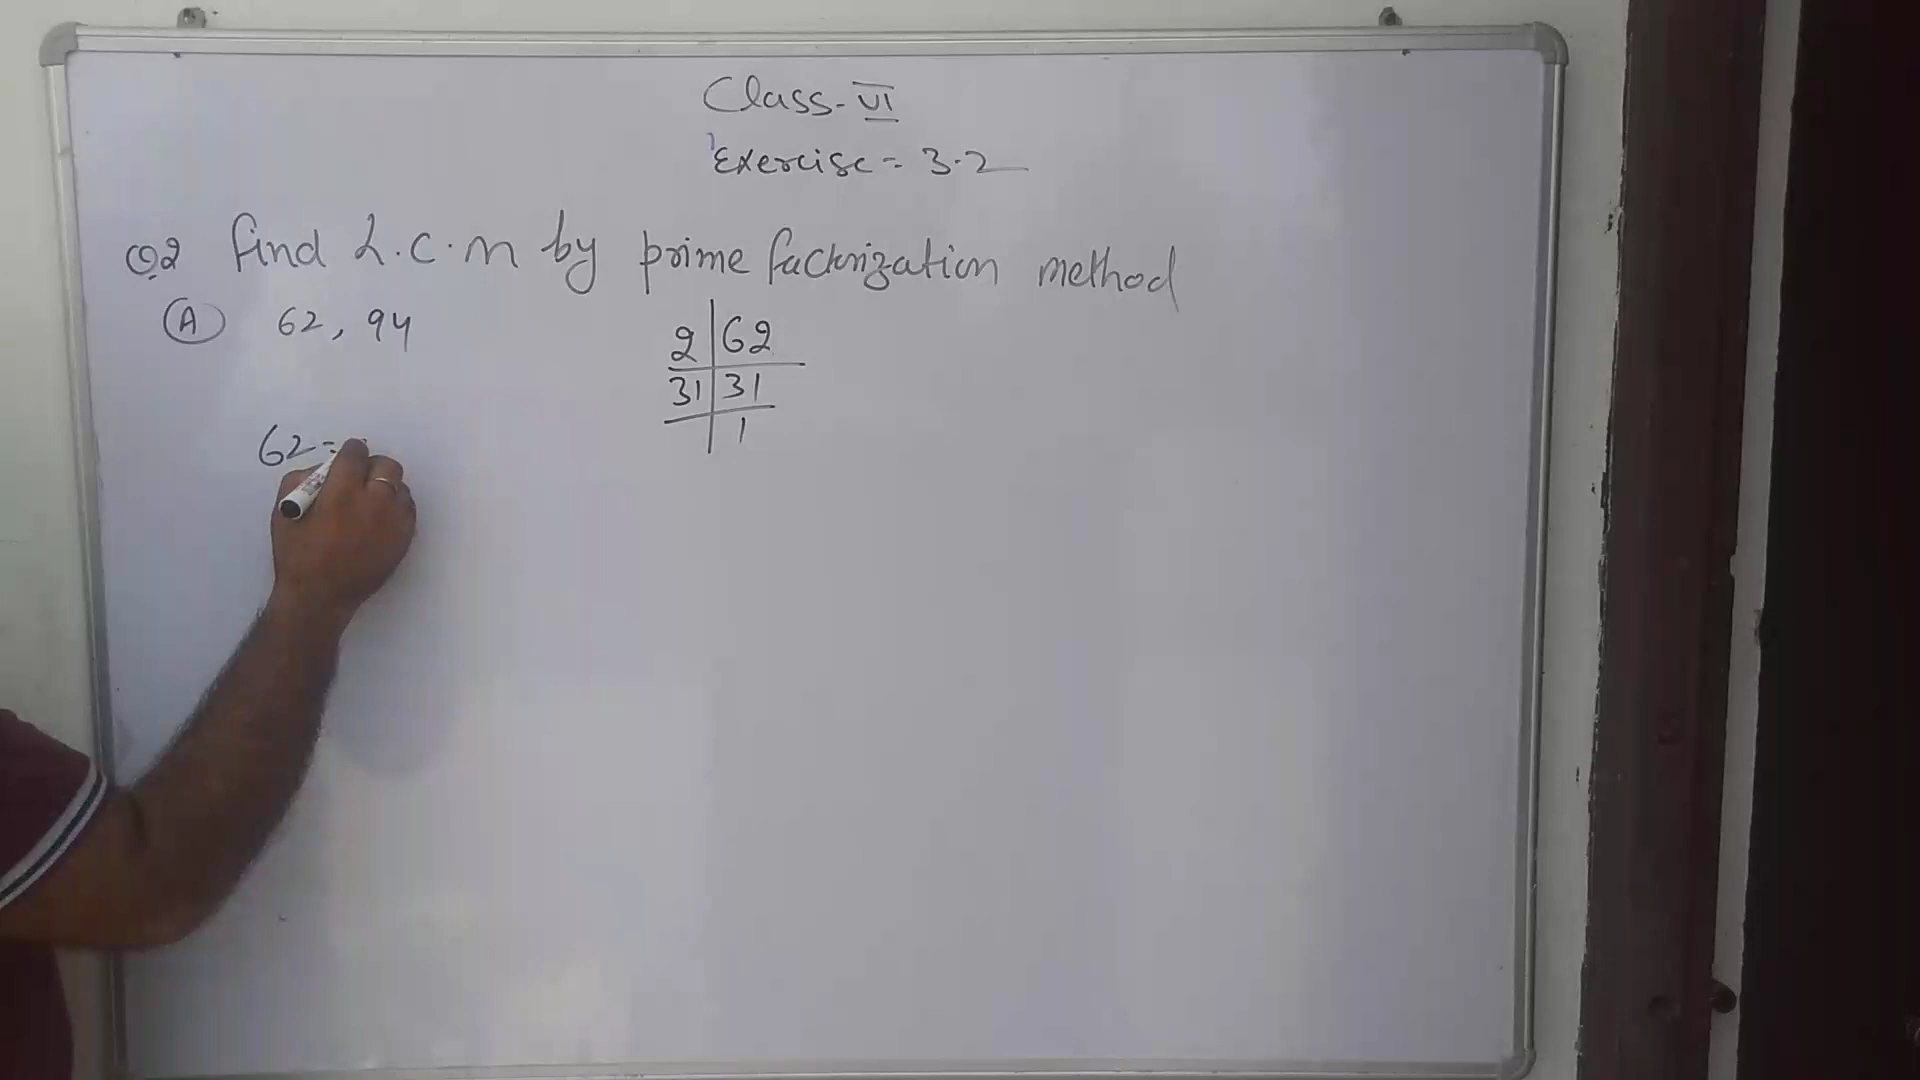 Class-VI
Exercise = 3.2
Q2 find L.C.M by prime factorization method
(A) 62, 94
2 | 62
31 | 31
1
62 =